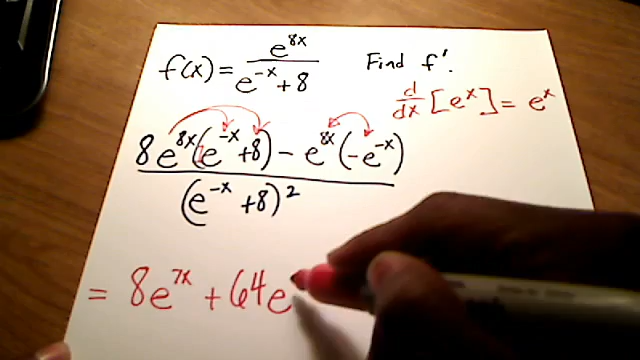 f(x) = e^{8x} / (e^{-x} + 8)   Find f'.
d/dx [e^x] = e^x
8e^{8x}(e^{-x} + 8) - e^{8x}(-e^{-x}) / (e^{-x} + 8)^2
= 8e^{7x} + 64e